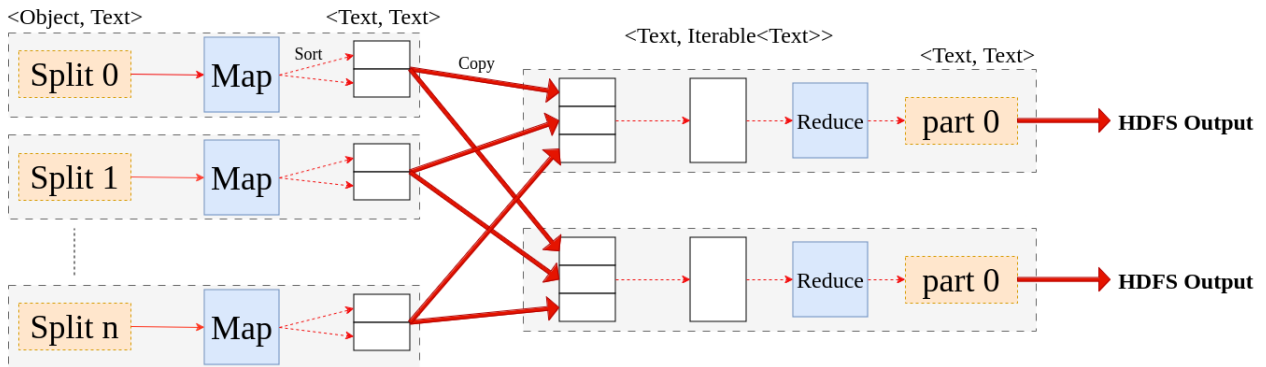 <Object, Text>
<Text, Text>
Split 0
Map
Sort
Copy
<Text, Iterable<Text>>
<Text, Text>
Reduce
part 0
HDFS Output
Split 1
Map
Split n
Map
Reduce
part 0
HDFS Output